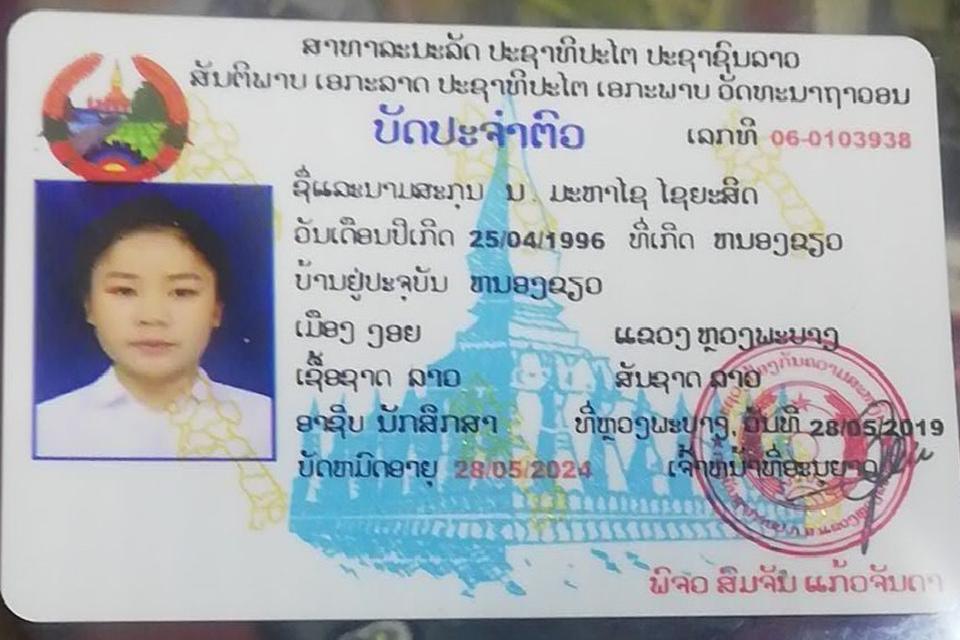 ສາທາລະນະລັດ ປະຊາທິປະໄຕ ປະຊາຊົນລາວ
ສັນຕິພາບ ເອກະລາດ ປະຊາທິປະໄຕ ເອກະພາບ ວັດທະນາຖາວອນ
ບັດປະຈຳຕົວ ເລກທີ 06-0103938
ຊື່ແລະນາມສະກຸນ ນ. ມະຫາໄຊ ໄຊຍະສິດ
ວັນເດືອນປີເກີດ 25/04/1996 ທີ່ເກີດ ຫນອງຂຽວ
ບ້ານຢູ່ປະຈຸບັນ ຫນອງຂຽວ
ເມືອງ ງອຍ ແຂວງ ຫຼວງພະບາງ
ເຊື້ອຊາດ ລາວ ສັນຊາດ ລາວ
ອາຊີບ ນັກສຶກສາ ທີ່ຫຼວງພະບາງ, ວັນທີ 28/05/2019
ບັດຫມົດອາຍຸ 28/05/2024 ເຈົ້າຫນ້າທີ່ອະນຸຍາດ
ພິຈວ ສົມຈັນ ແກ້ວຈັນດາ